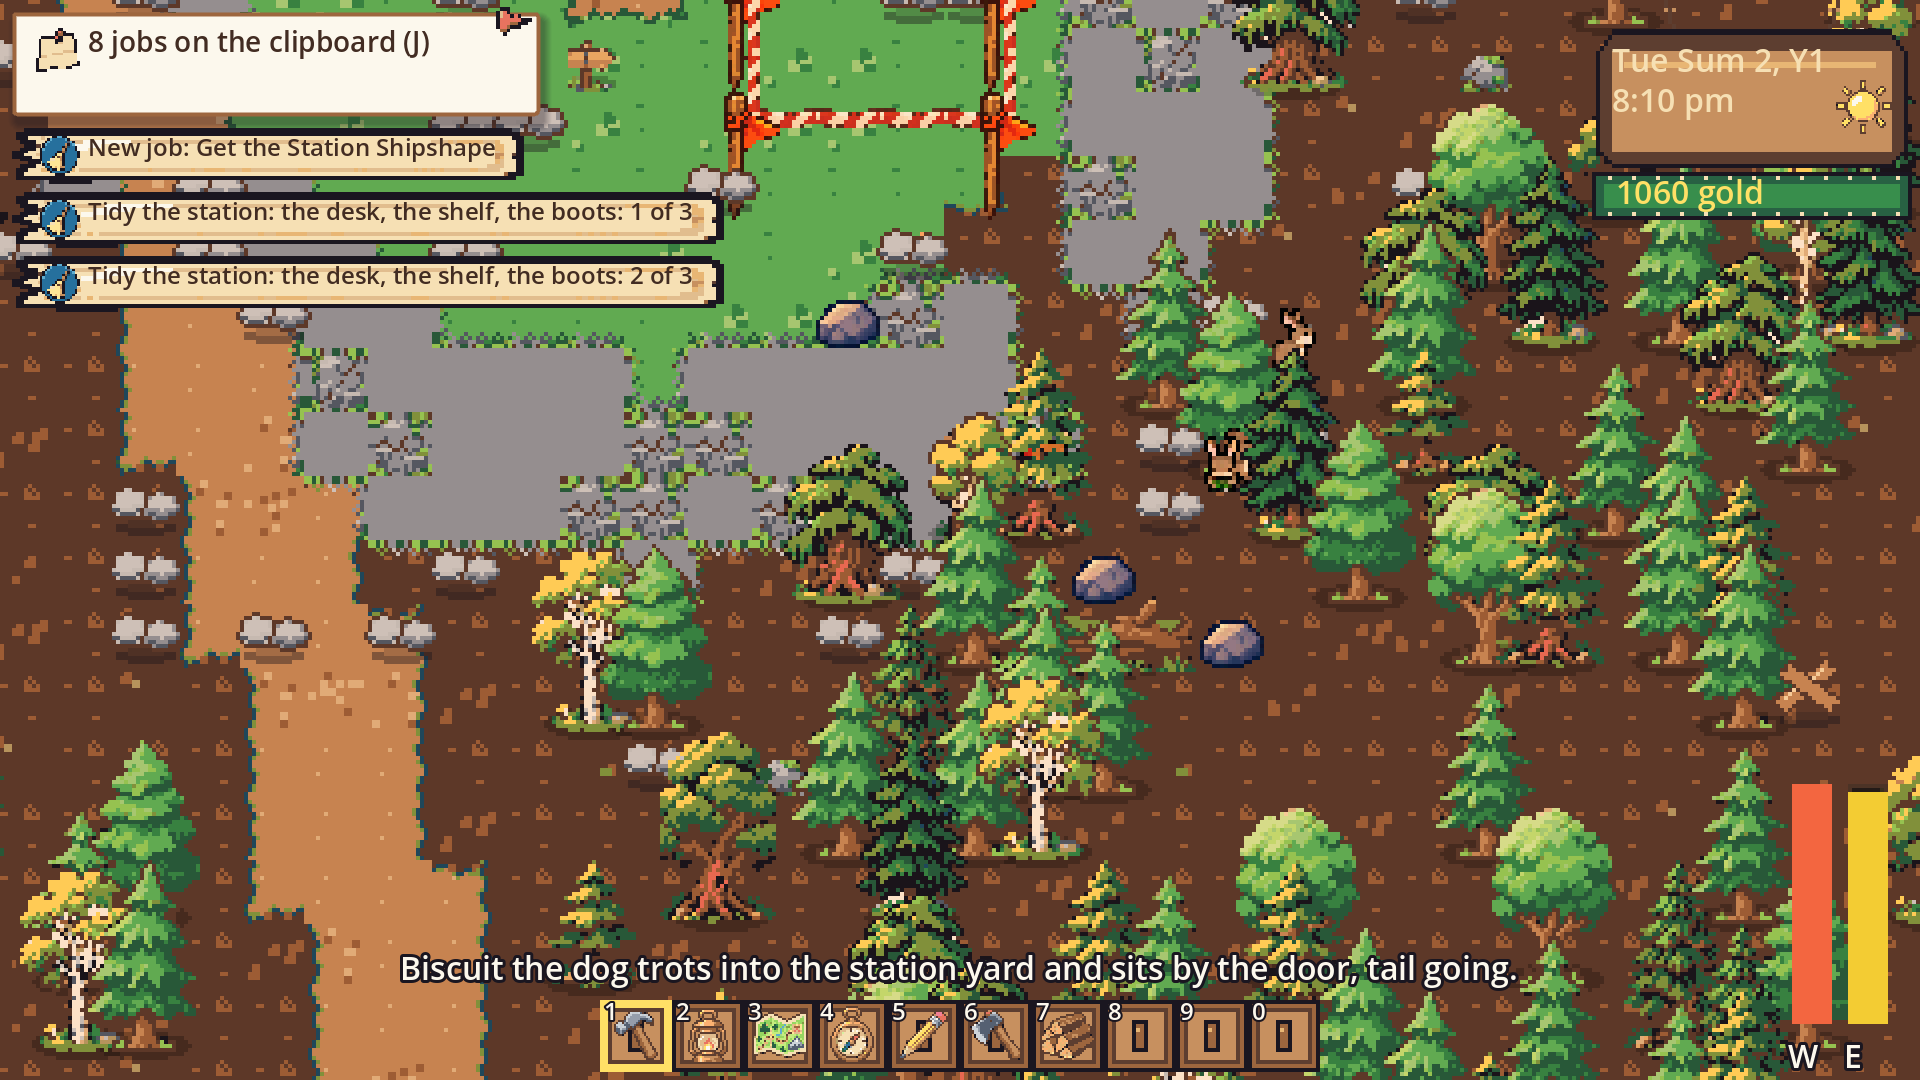 8 jobs on the clipboard (J)
Tue Sum 2, Y1
8:10 pm
1060 gold
New job: Get the Station Shipshape
Tidy the station: the desk, the shelf, the boots: 1 of 3
Tidy the station: the desk, the shelf, the boots: 2 of 3
Biscuit the dog trots into the station yard and sits by the door, tail going.
1 2 3 4 5 6 7 8 9 0
W E